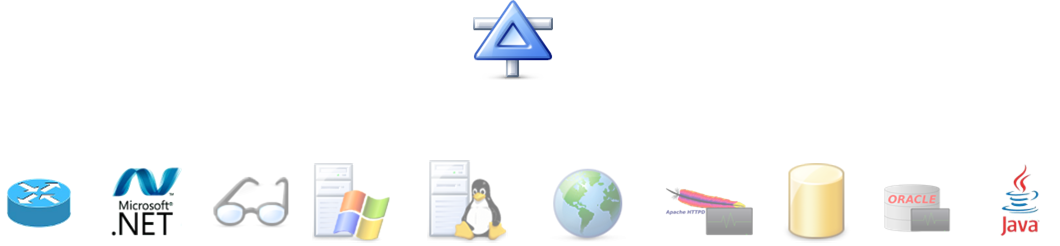 Microsoft®
.NET
Apache HTTPD
ORACLE
Java